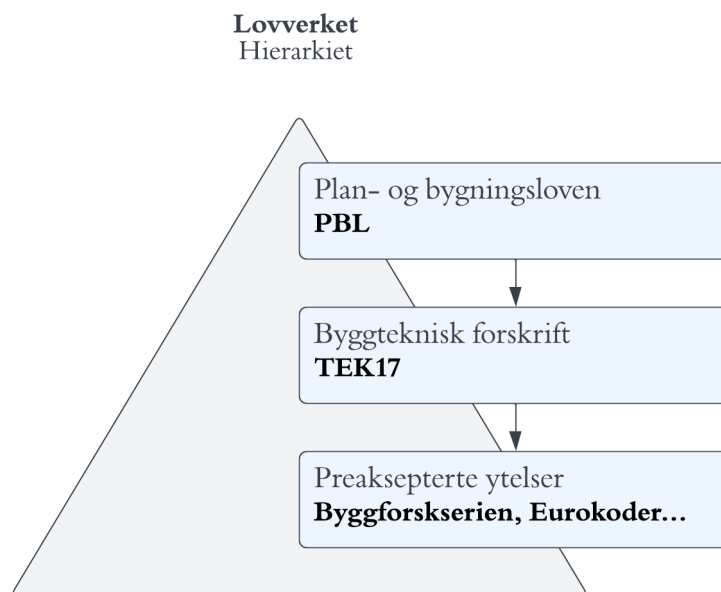 Lovverket
Hierarkiet
Plan- og bygningsloven
PBL
Byggteknisk forskrift
TEK17
Preaksepterte ytelser
Byggforskserien, Eurokoder...